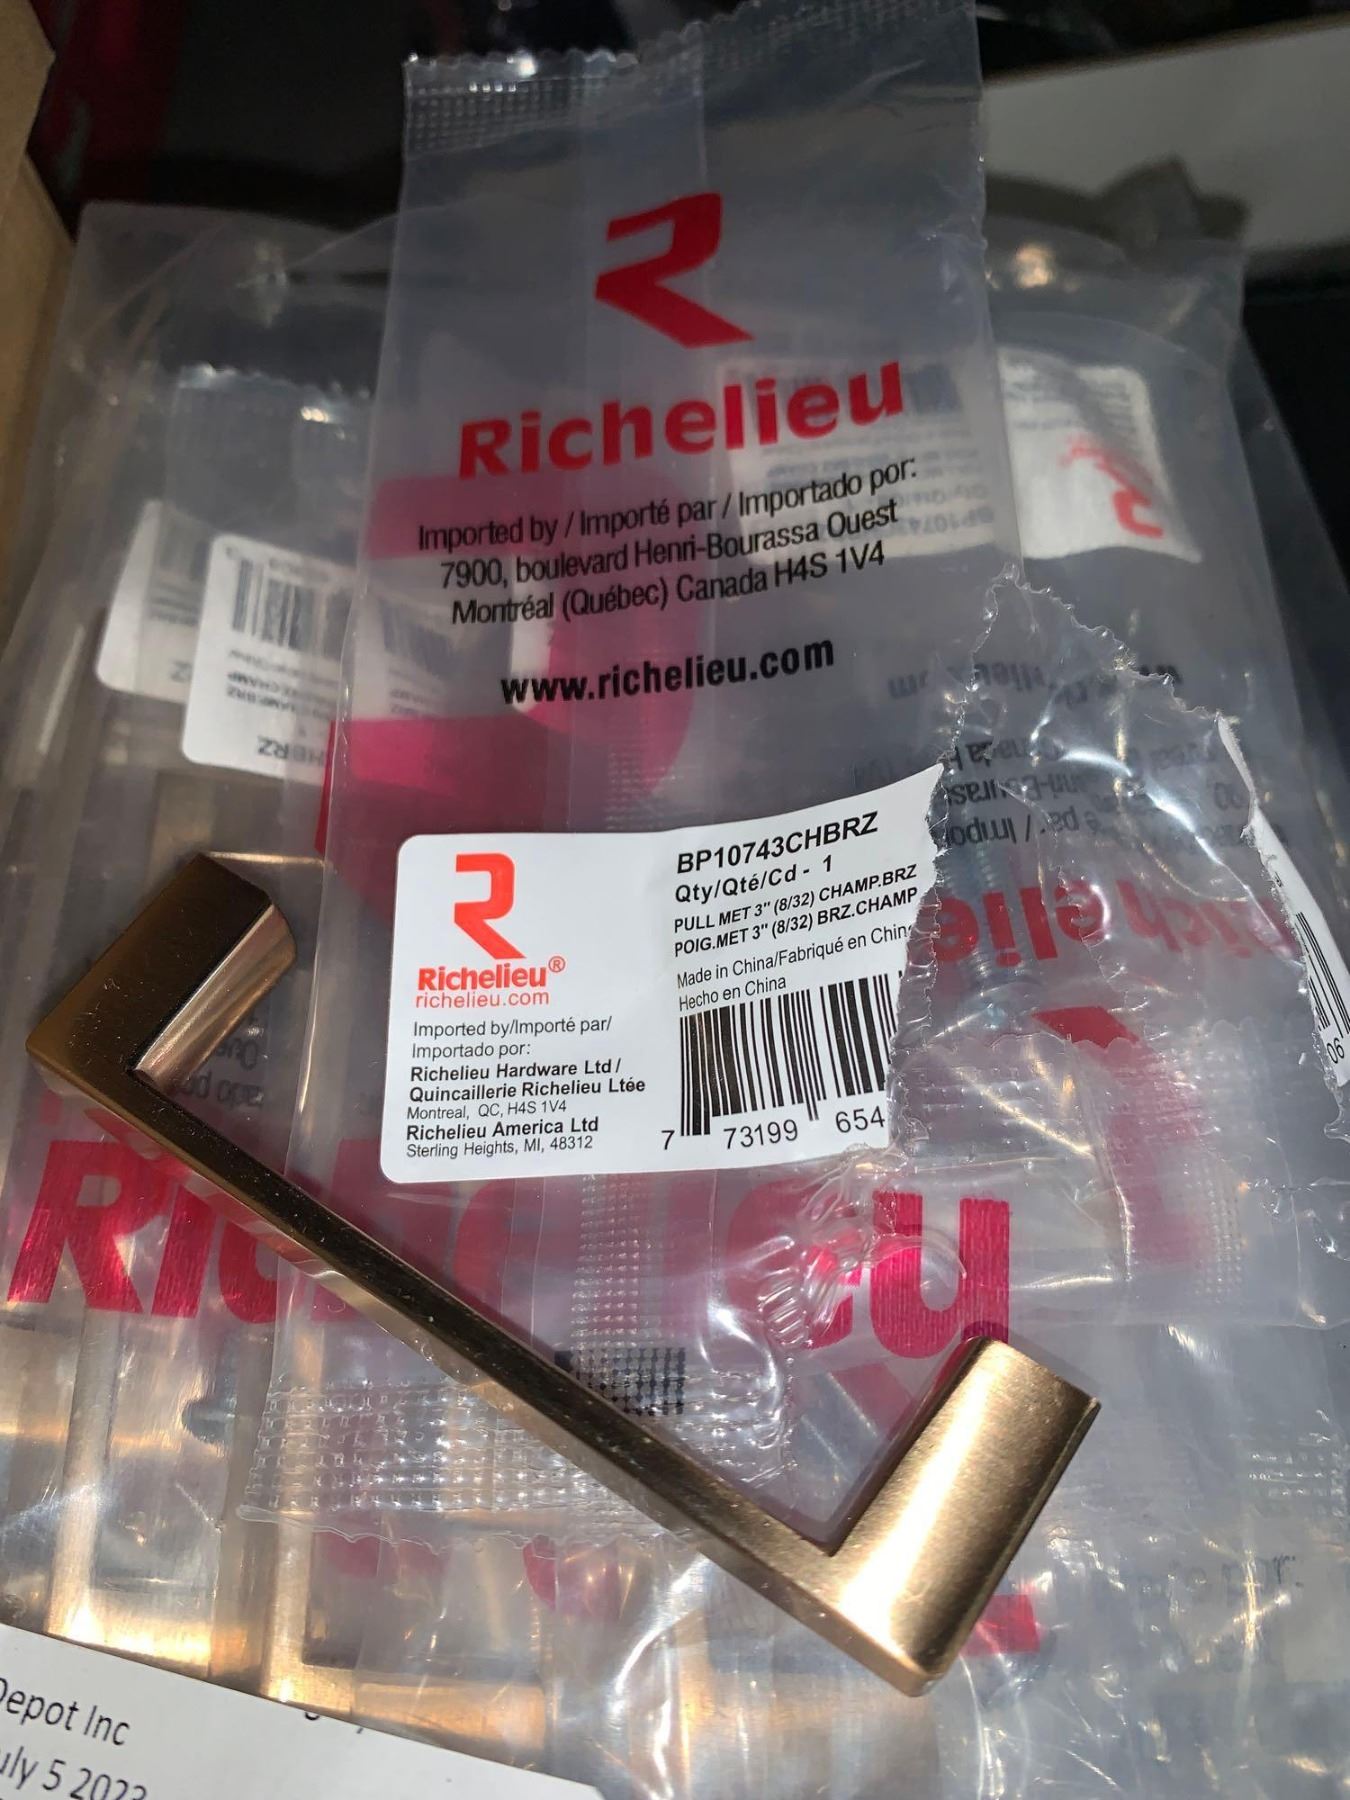 Richelieu
Imported by / Importé par / Importado por:
7900, boulevard Henri-Bourassa Ouest
Montréal (Québec) Canada H4S 1V4
www.richelieu.com
BP10743CHBRZ
Qty/Qté/Cd - 1
PULL MET 3" (8/32) CHAMP.BRZ
POIG.MET 3" (8/32) BRZ.CHAMP
Made in China/Fabriqué en Chin
Hecho en China
7 73199 654
Richelieu®
richelieu.com
Imported by/Importé par/
Importado por:
Richelieu Hardware Ltd /
Quincaillerie Richelieu Ltée
Montreal, QC, H4S 1V4
Richelieu America Ltd
Sterling Heights, MI, 48312
06
Depot Inc
uly 5 2023